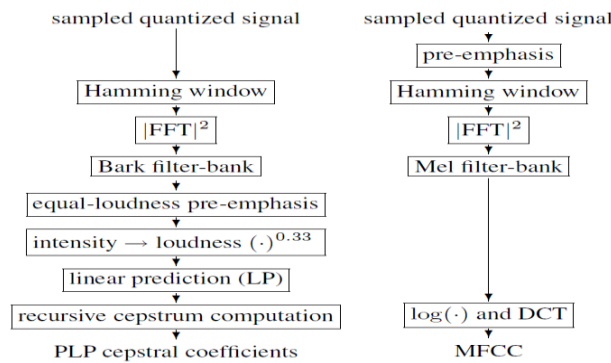 sampled quantized signal
Hamming window
|FFT|²
Bark filter-bank
equal-loudness pre-emphasis
intensity → loudness (·)^0.33
linear prediction (LP)
recursive cepstrum computation
PLP cepstral coefficients
sampled quantized signal
pre-emphasis
Hamming window
|FFT|²
Mel filter-bank
log(·) and DCT
MFCC